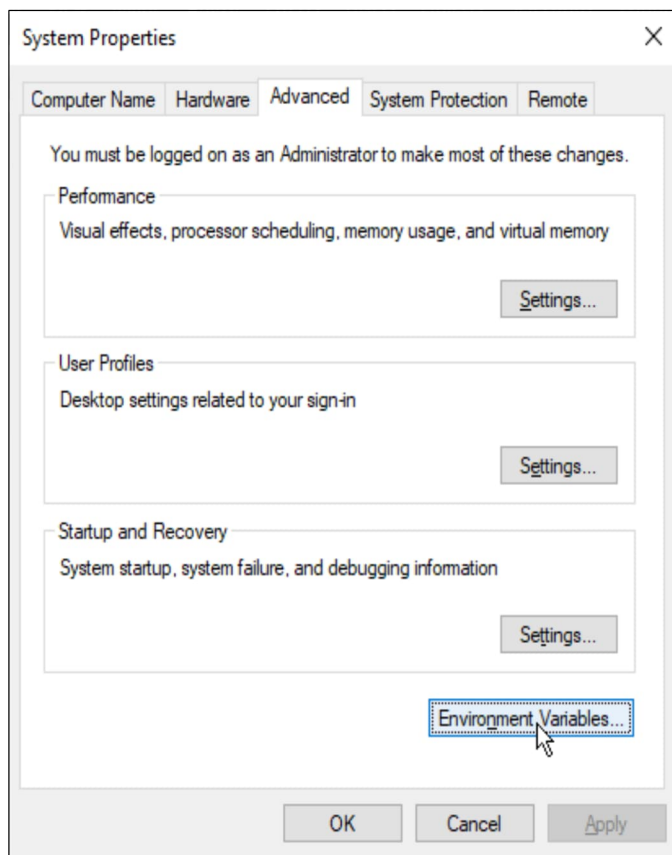 System Properties
Computer Name Hardware Advanced System Protection Remote
You must be logged on as an Administrator to make most of these changes.
Performance
Visual effects, processor scheduling, memory usage, and virtual memory
Settings...
User Profiles
Desktop settings related to your sign-in
Settings...
Startup and Recovery
System startup, system failure, and debugging information
Settings...
Environment Variables...
OK Cancel Apply